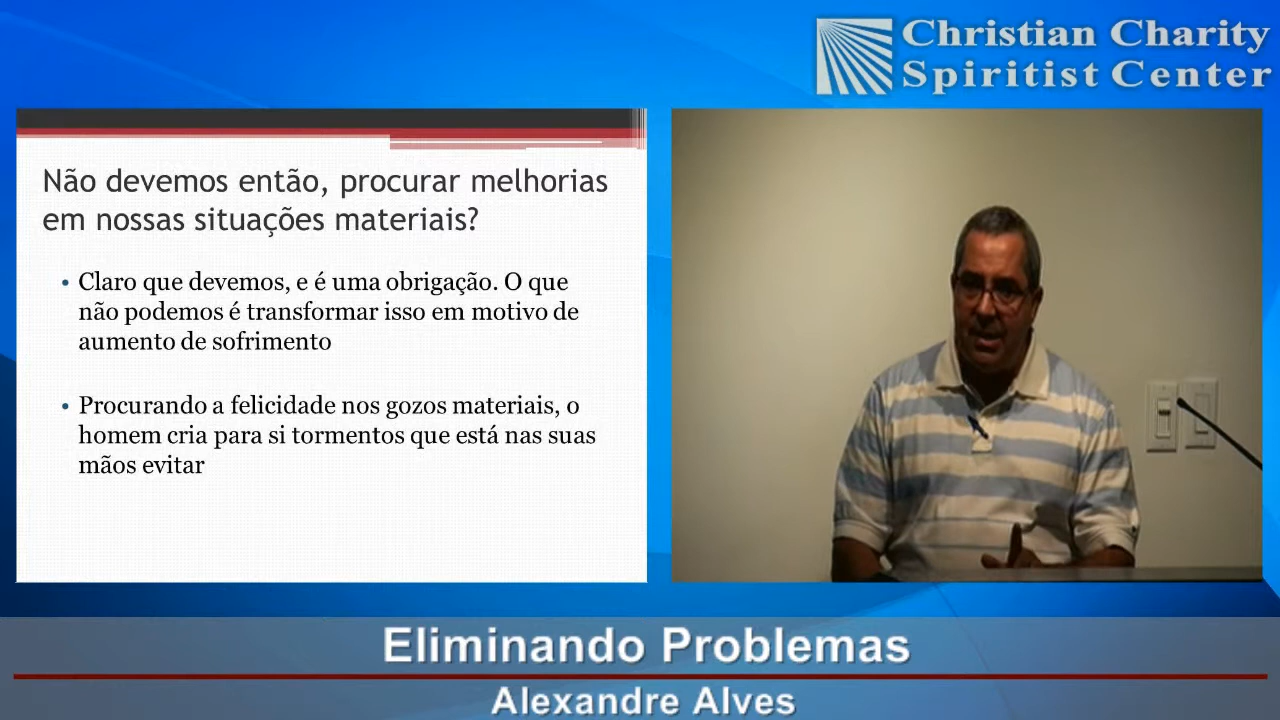 Christian Charity
Spiritist Center
Não devemos então, procurar melhorias
em nossas situações materiais?
• Claro que devemos, e é uma obrigação. O que
não podemos é transformar isso em motivo de
aumento de sofrimento
• Procurando a felicidade nos gozos materiais, o
homem cria para si tormentos que está nas suas
mãos evitar
Eliminando Problemas
Alexandre Alves